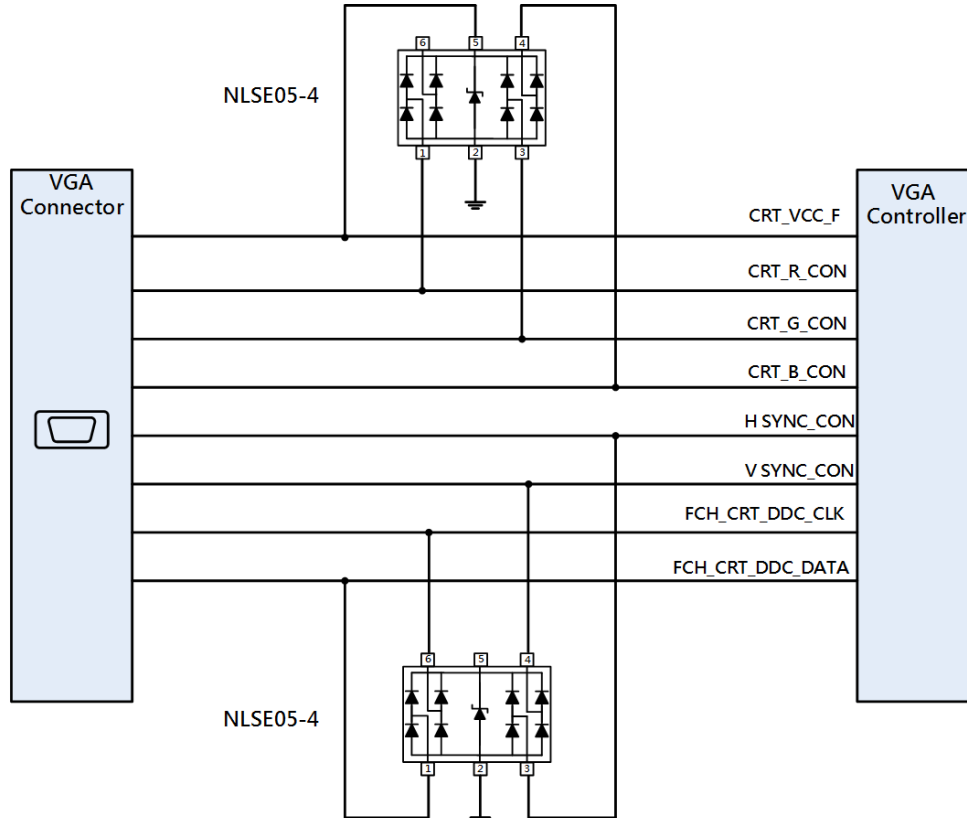 6 5 4
NLSE05-4
1 2 3
VGA
Connector
VGA
Controller
CRT_VCC_F
CRT_R_CON
CRT_G_CON
CRT_B_CON
H SYNC_CON
V SYNC_CON
FCH_CRT_DDC_CLK
FCH_CRT_DDC_DATA
6 5 4
NLSE05-4
1 2 3